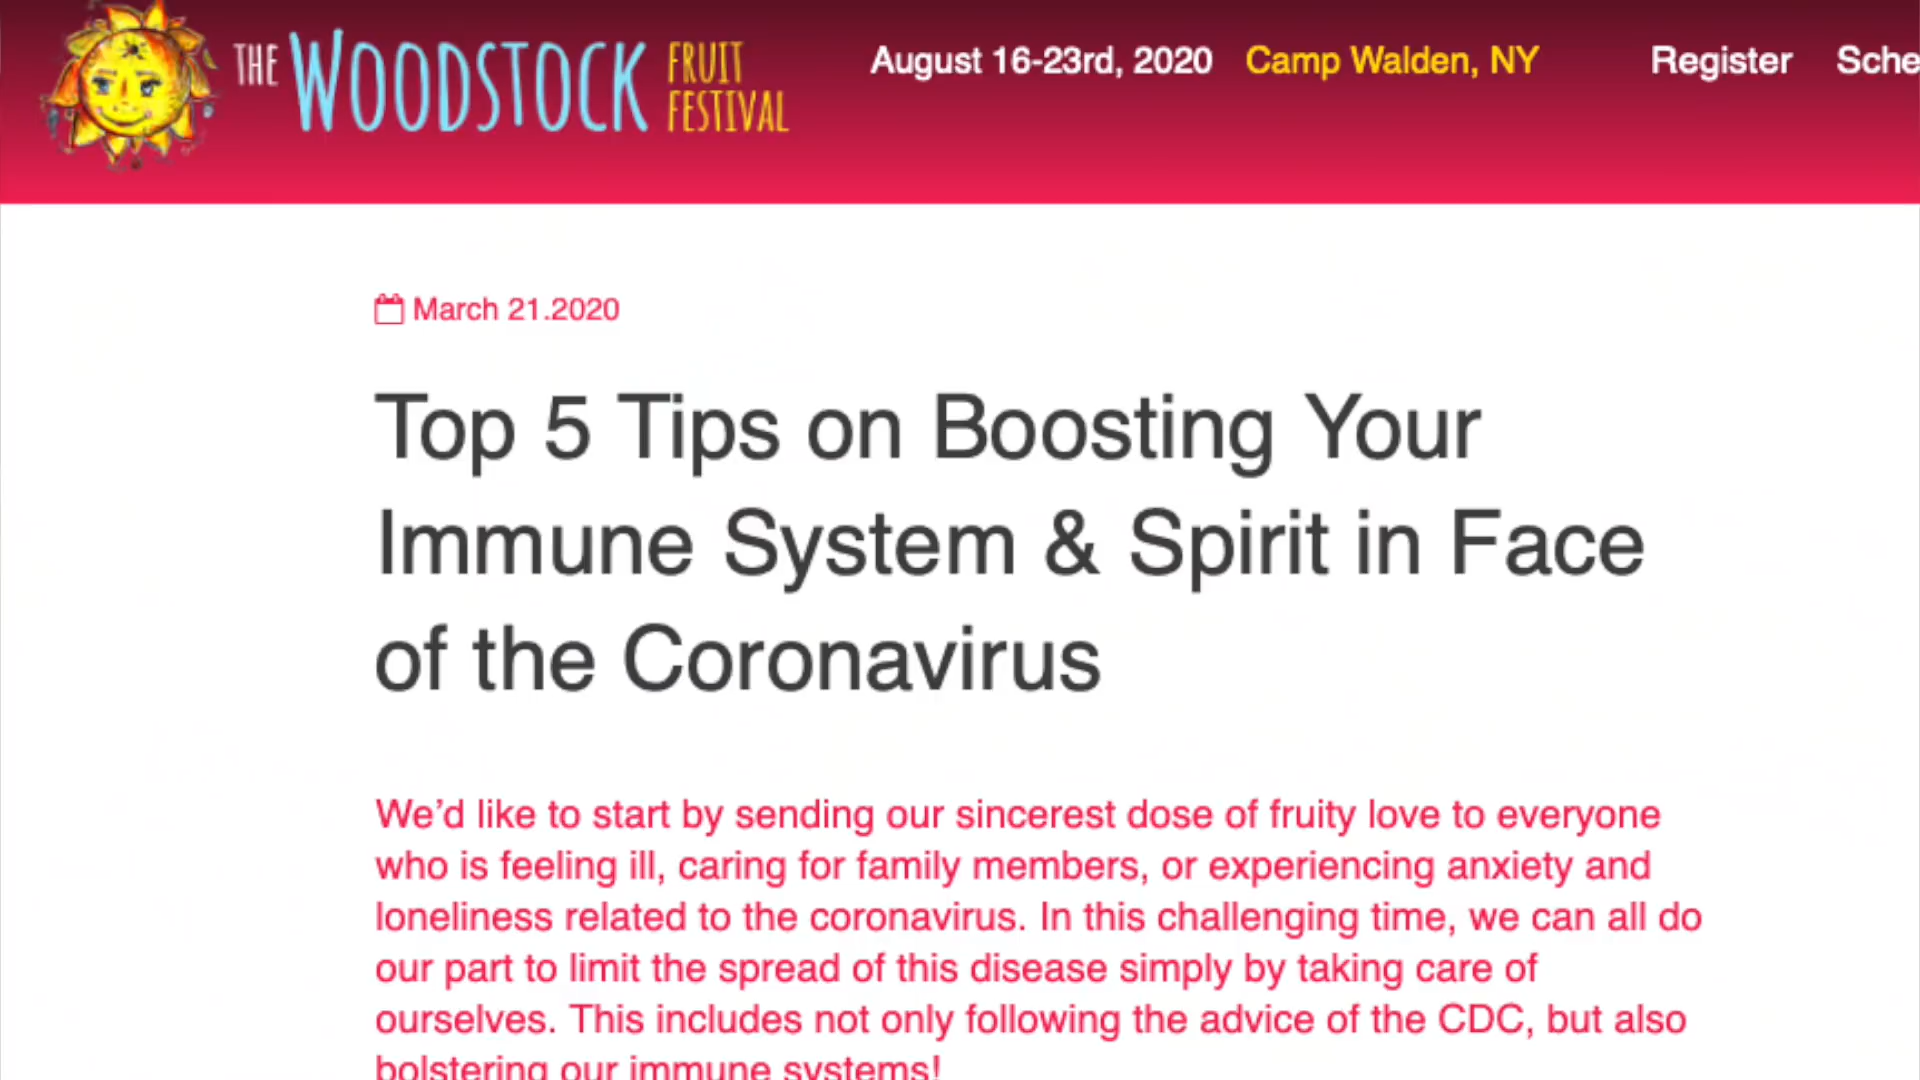 THE WOODSTOCK FRUIT FESTIVAL
August 16-23rd, 2020 Camp Walden, NY Register Sche
March 21.2020
Top 5 Tips on Boosting Your
Immune System & Spirit in Face
of the Coronavirus
We’d like to start by sending our sincerest dose of fruity love to everyone
who is feeling ill, caring for family members, or experiencing anxiety and
loneliness related to the coronavirus. In this challenging time, we can all do
our part to limit the spread of this disease simply by taking care of
ourselves. This includes not only following the advice of the CDC, but also
bolstering our immune systems!